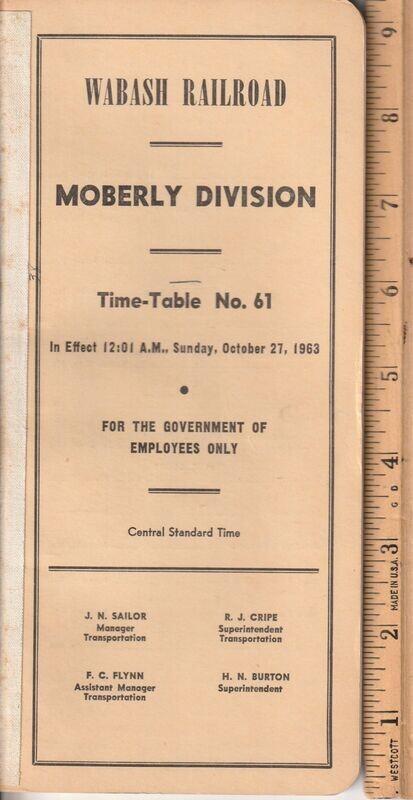 WABASH RAILROAD
MOBERLY DIVISION
Time-Table No. 61
In Effect 12:01 A.M., Sunday, October 27, 1963
FOR THE GOVERNMENT OF
EMPLOYEES ONLY
Central Standard Time
J. N. SAILOR
Manager
Transportation
R. J. CRIPE
Superintendent
Transportation
F. C. FLYNN
Assistant Manager
Transportation
H. N. BURTON
Superintendent
9
8
7
6
5
4
3
2
1
G D
MADE IN U.S.A.
WESTCOTT